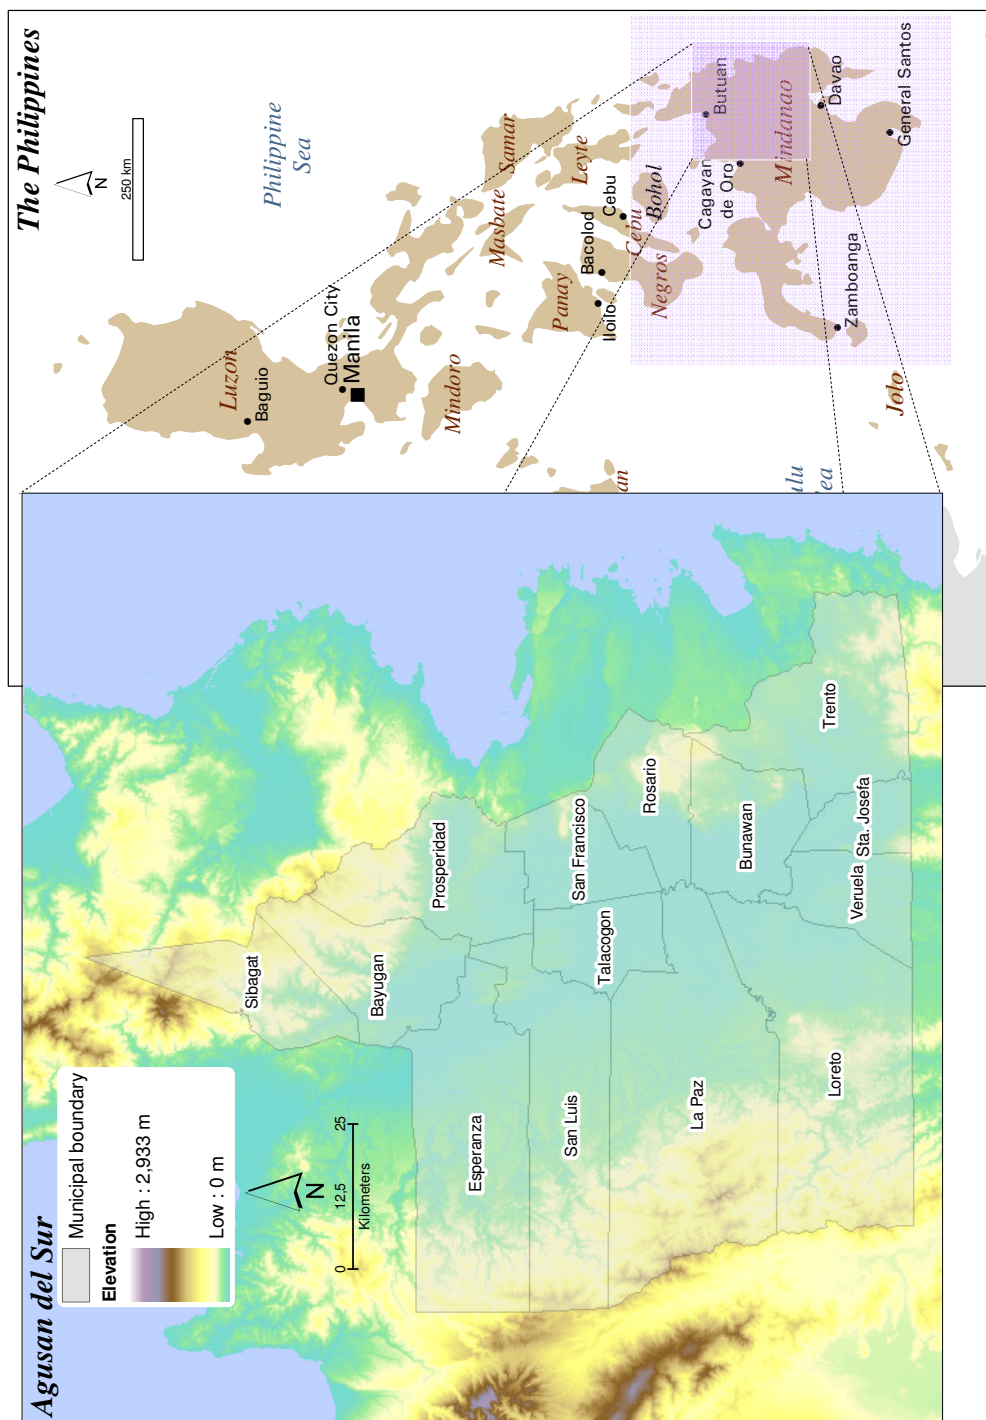 Agusan del Sur
Municipal boundary
Elevation
High : 2,933 m
Low : 0 m
N
0
12,5
25
Kilometers
Sibagat
Bayugan
Prosperidad
Esperanza
San Luis
Talacogon
San Francisco
Rosario
La Paz
Bunawan
Loreto
Veruela
Sta. Josefa
Trento
The Philippines
N
250 km
Philippine
Sea
Luzon
Baguio
Quezon City
Manila
Mindoro
Masbate
Samar
Panay
Iloilo
Bacolod
Leyte
Cebu
Cebu
Bohol
Negros
Butuan
Cagayan
de Oro
Mindanao
Davao
General Santos
Zamboanga
Jolo
an
ulu
ea